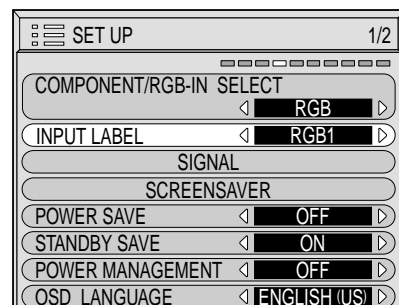 SET UP 1/2
COMPONENT/RGB-IN SELECT
RGB
INPUT LABEL RGB1
SIGNAL
SCREENSAVER
POWER SAVE OFF
STANDBY SAVE ON
POWER MANAGEMENT OFF
OSD LANGUAGE ENGLISH (US)